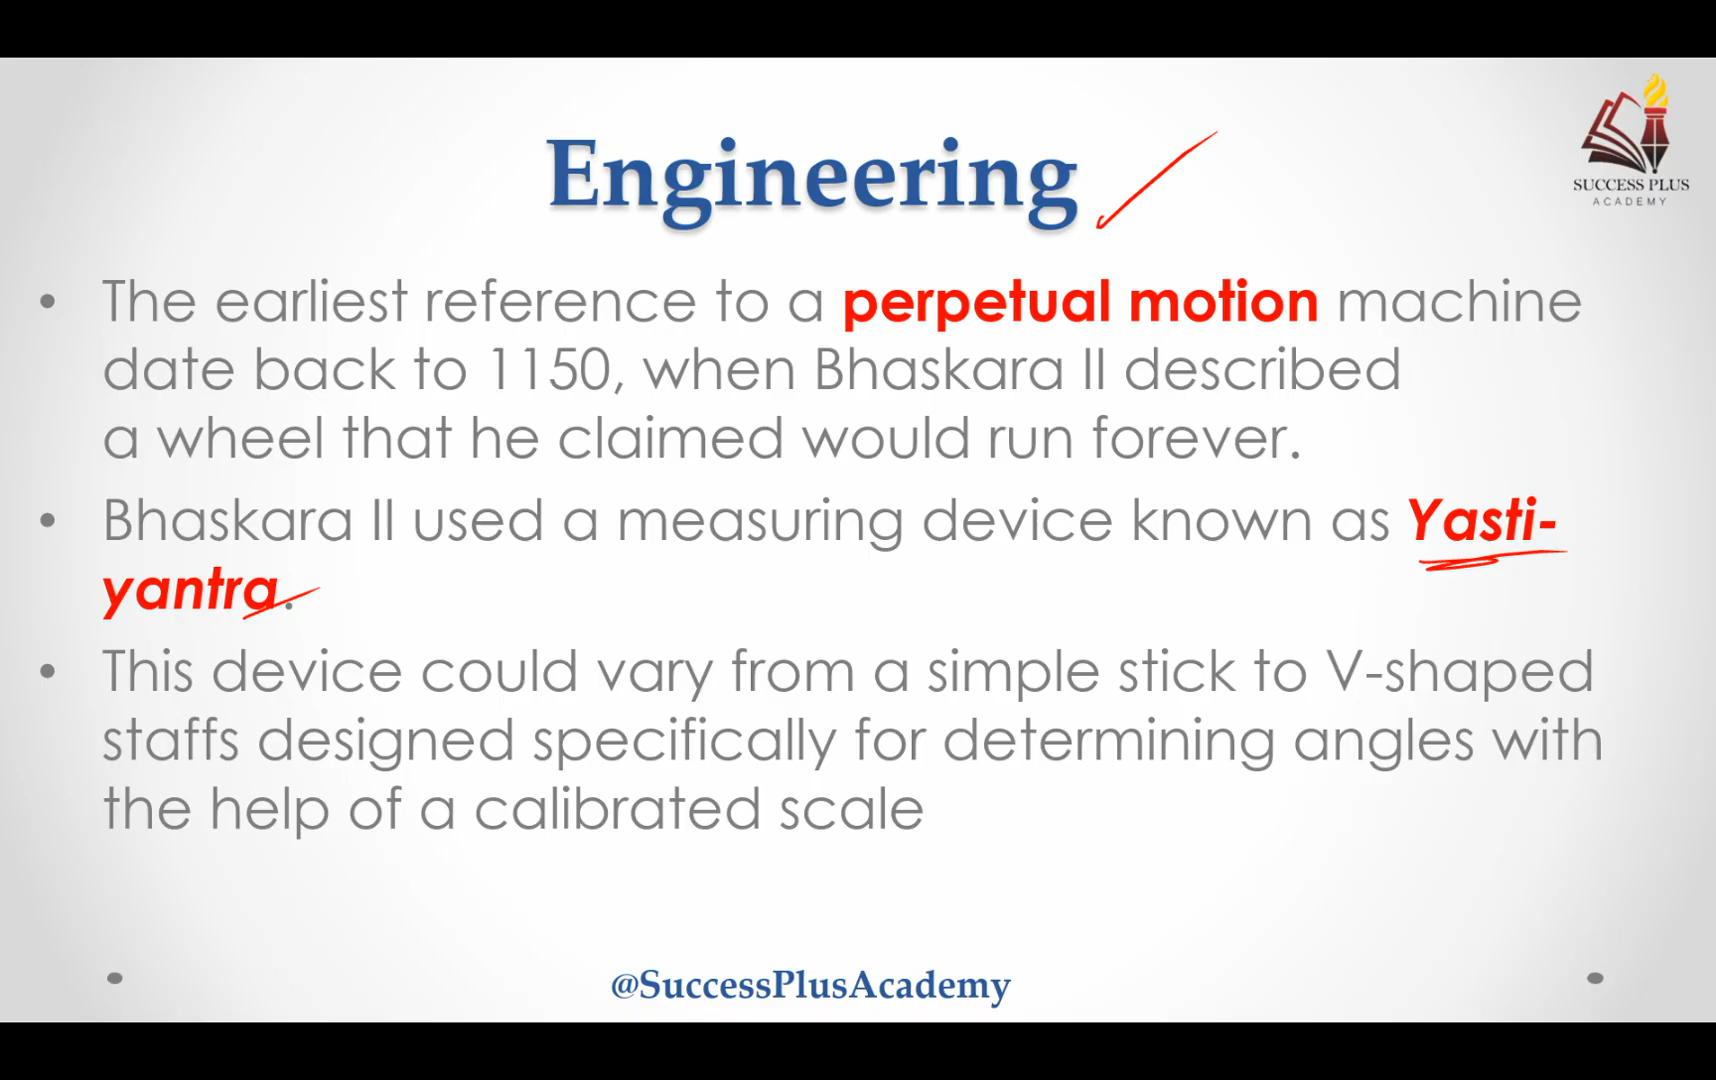 SUCCESS PLUS
ACADEMY
Engineering
• The earliest reference to a perpetual motion machine
date back to 1150, when Bhaskara II described
a wheel that he claimed would run forever.
• Bhaskara II used a measuring device known as Yasti-
yantra.
• This device could vary from a simple stick to V-shaped
staffs designed specifically for determining angles with
the help of a calibrated scale
@SuccessPlusAcademy